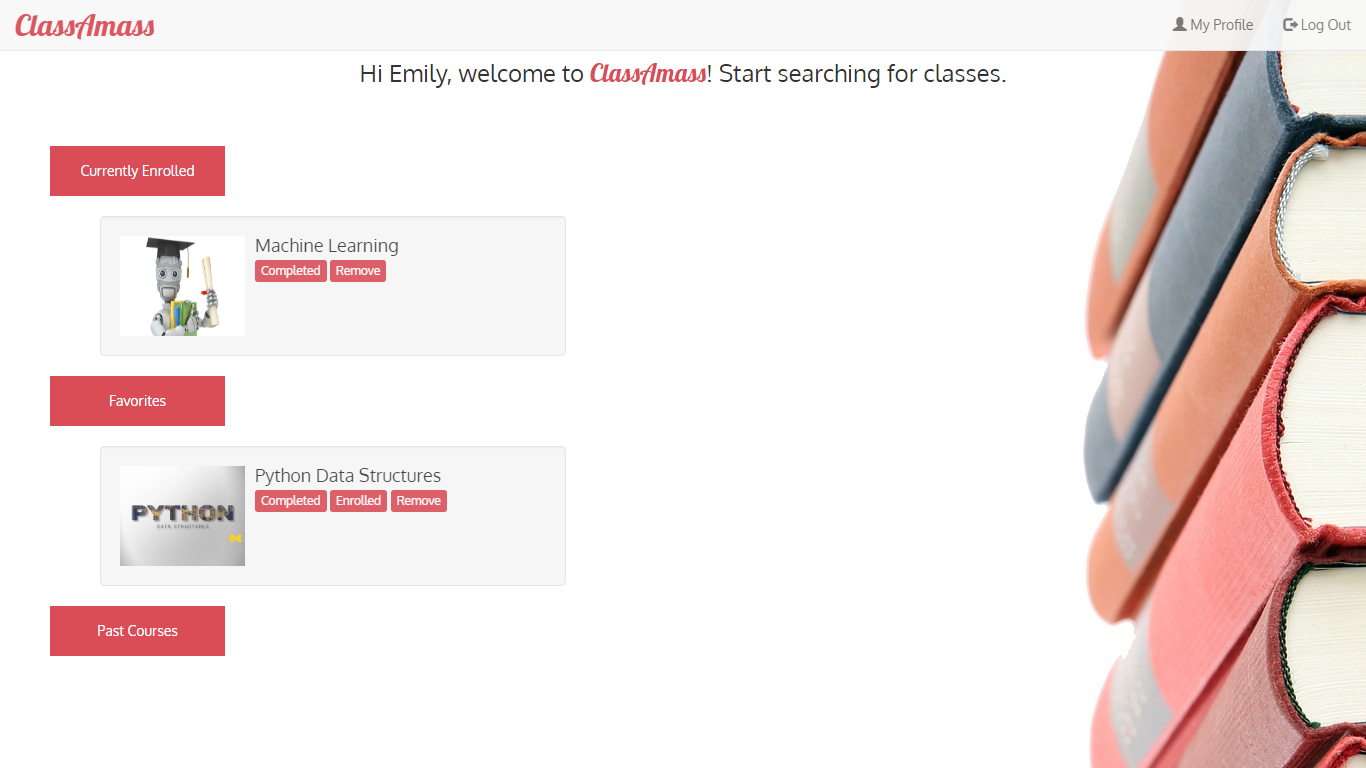 ClassAmass My Profile Log Out
Hi Emily, welcome to ClassAmass! Start searching for classes.
Currently Enrolled
Machine Learning
Completed Remove
Favorites
Python Data Structures
Completed Enrolled Remove
PYTHON
DATA STRUCTURES
Past Courses